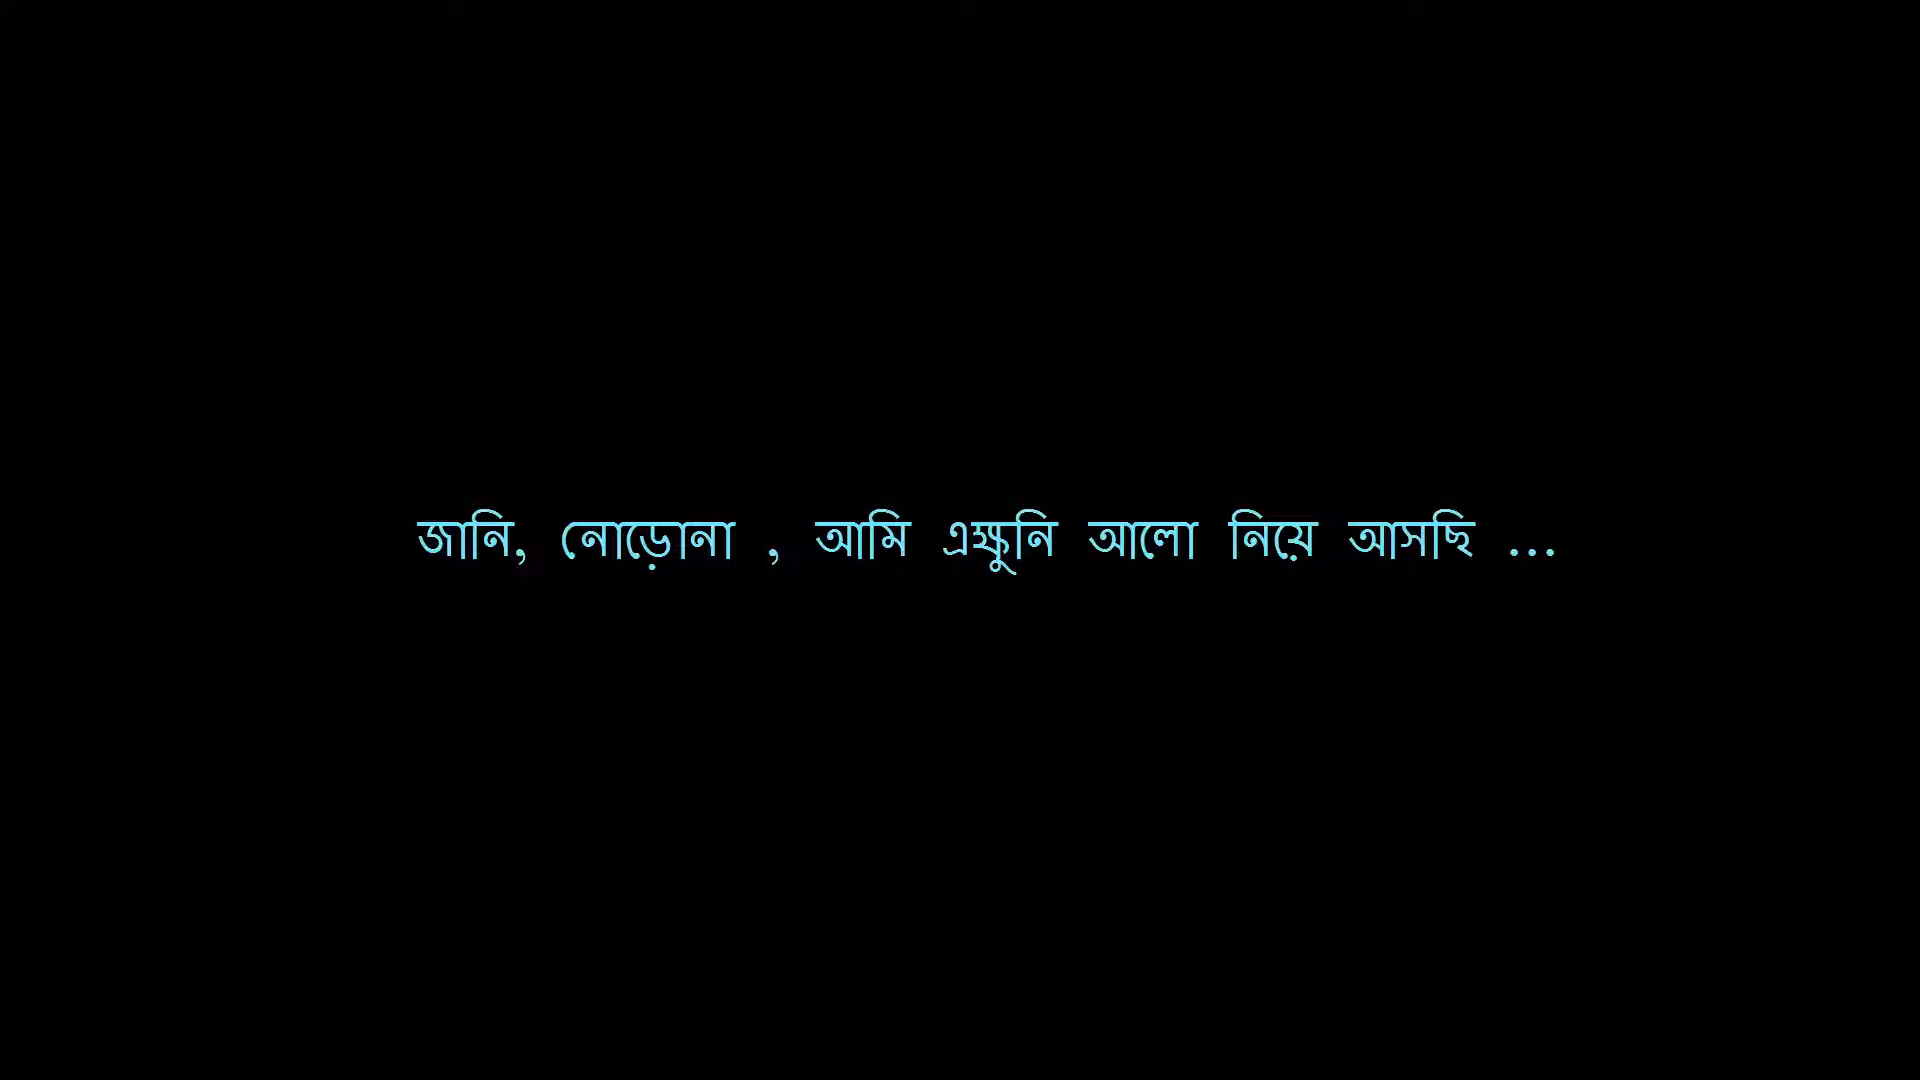 জানি, নোড়োনা , আমি এক্ষুনি আলো নিয়ে আসছি ...